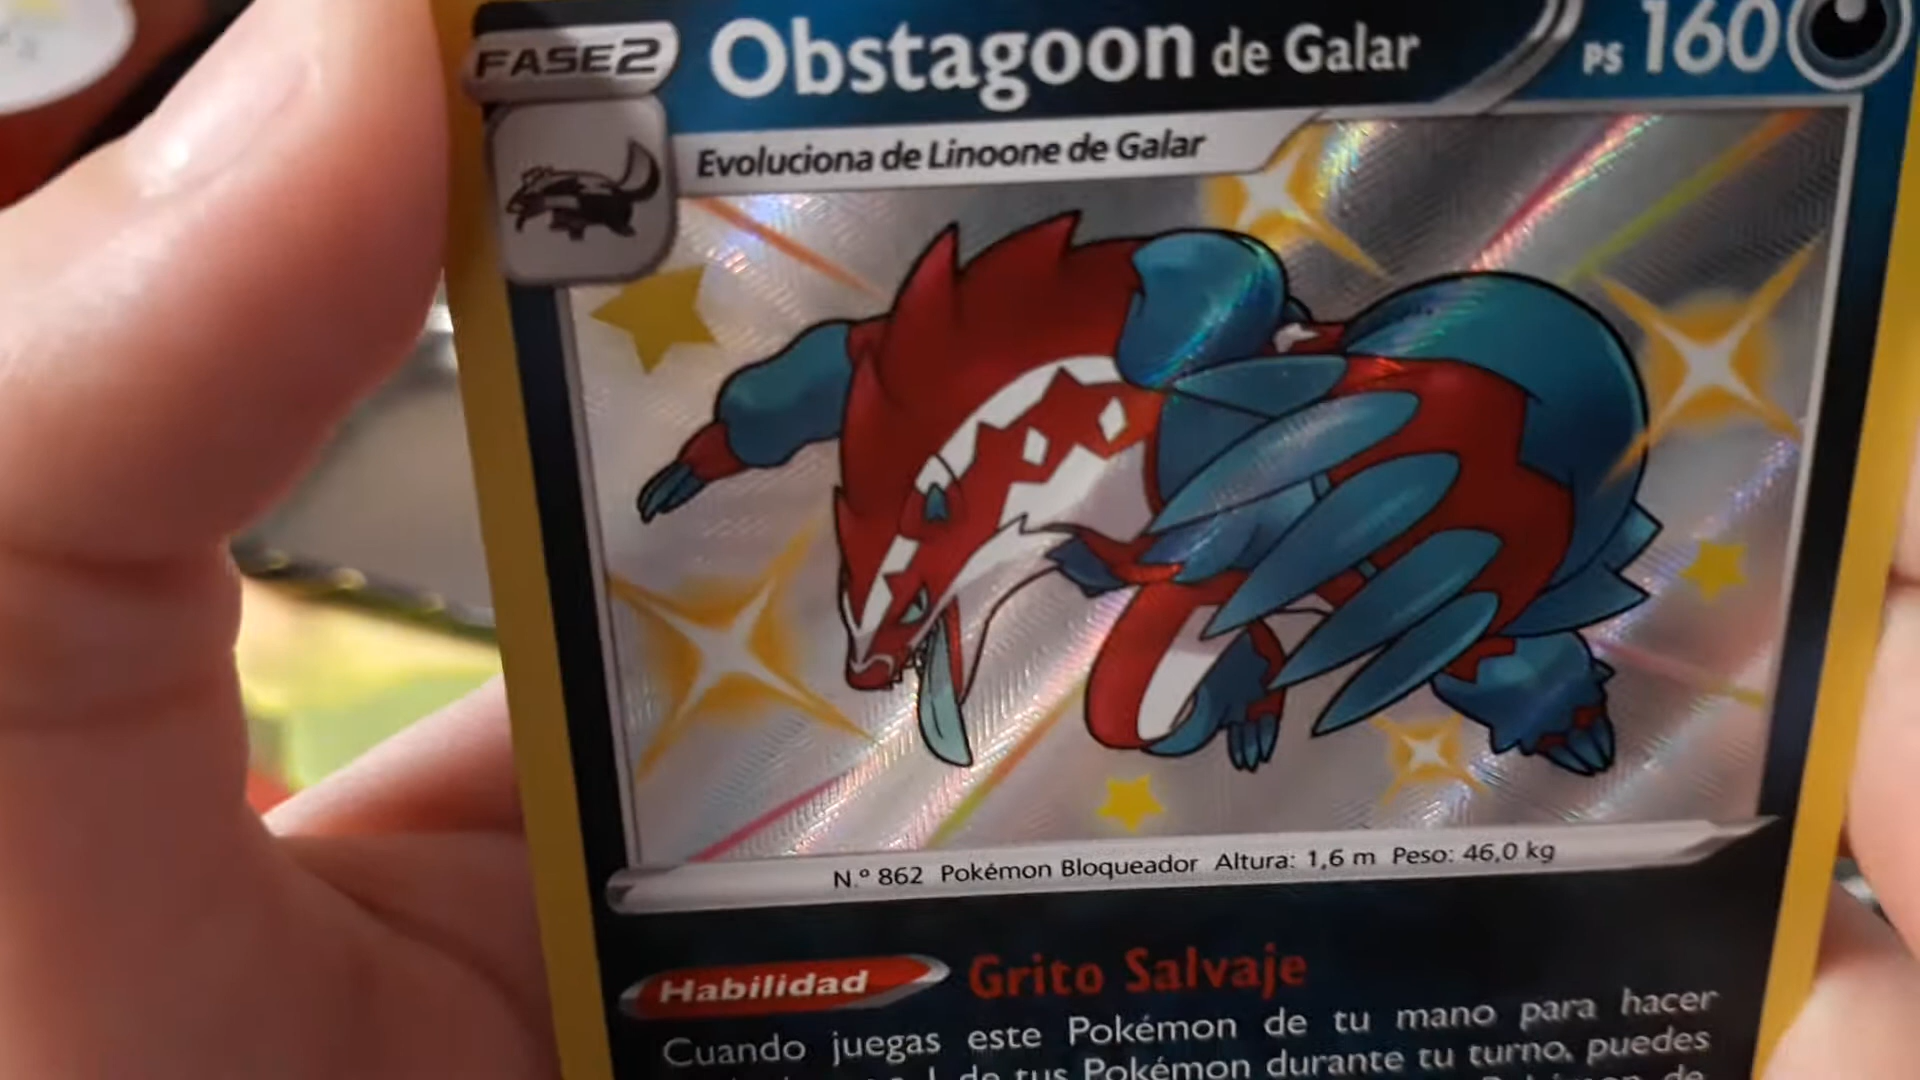 FASE2 Obstagoon de Galar PS 160
Evoluciona de Linoone de Galar
N.º 862 Pokémon Bloqueador Altura: 1,6 m Peso: 46,0 kg
Habilidad Grito Salvaje
Cuando juegas este Pokémon de tu mano para hacer
de tus Pokémon durante tu turno, puedes